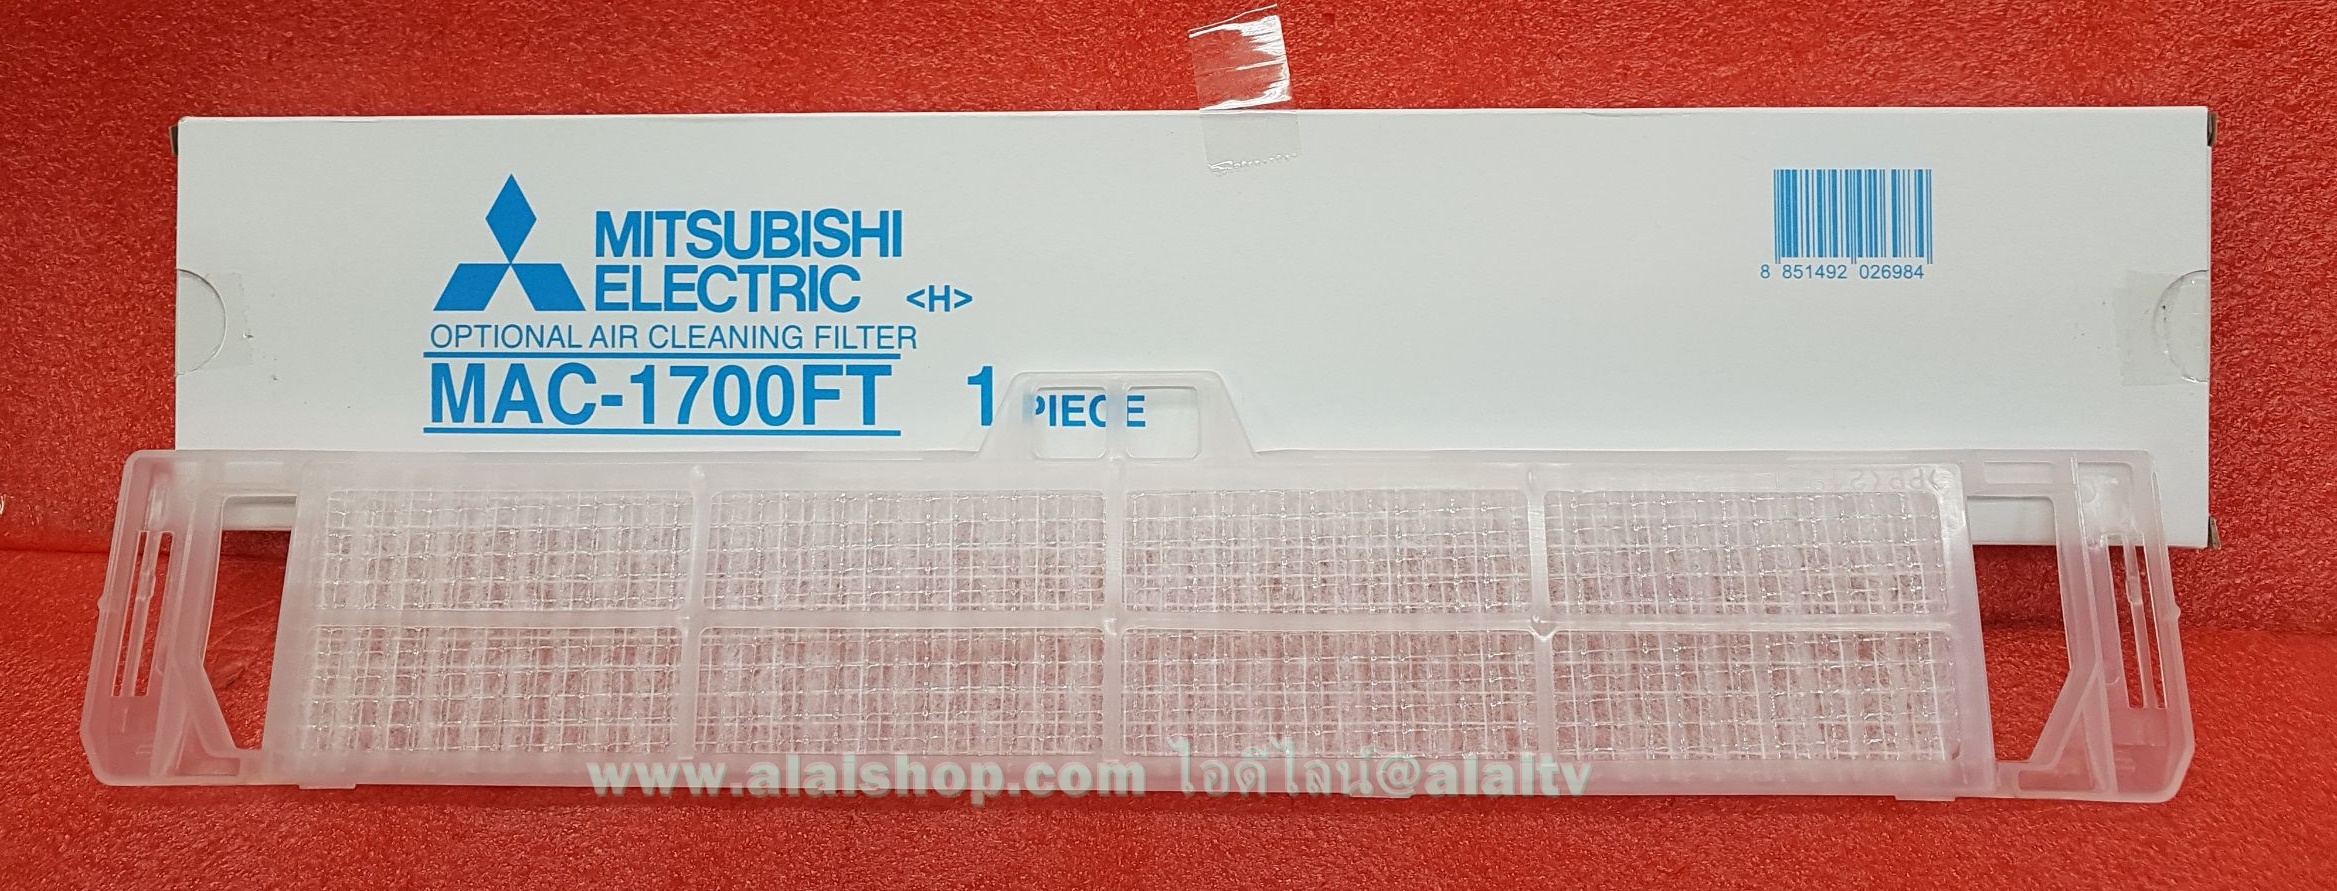 MITSUBISHI
ELECTRIC <H>
OPTIONAL AIR CLEANING FILTER
MAC-1700FT 1 PIECE
8 851492 026984
www.alaishop.com ไอดีไลน์@alaltv